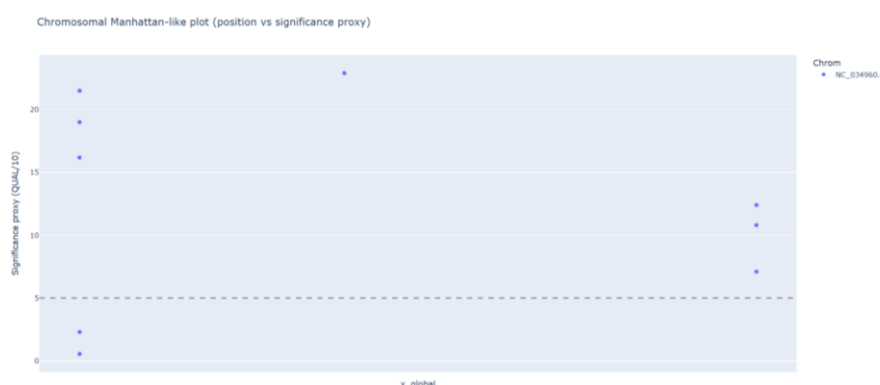 Chromosomal Manhattan-like plot (position vs significance proxy)
Chrom
NC_034960.
Significance proxy (QUAL/10)
20
15
10
5
0
x_global